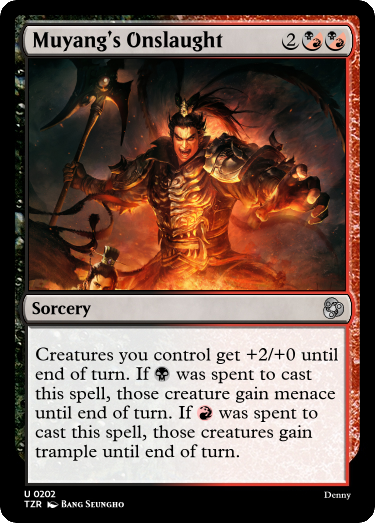 Muyang's Onslaught 2
Sorcery
Creatures you control get +2/+0 until
end of turn. If was spent to cast
this spell, those creature gain menace
until end of turn. If was spent to
cast this spell, those creatures gain
trample until end of turn.
U 0202
TZR Bang Seungho
Denny